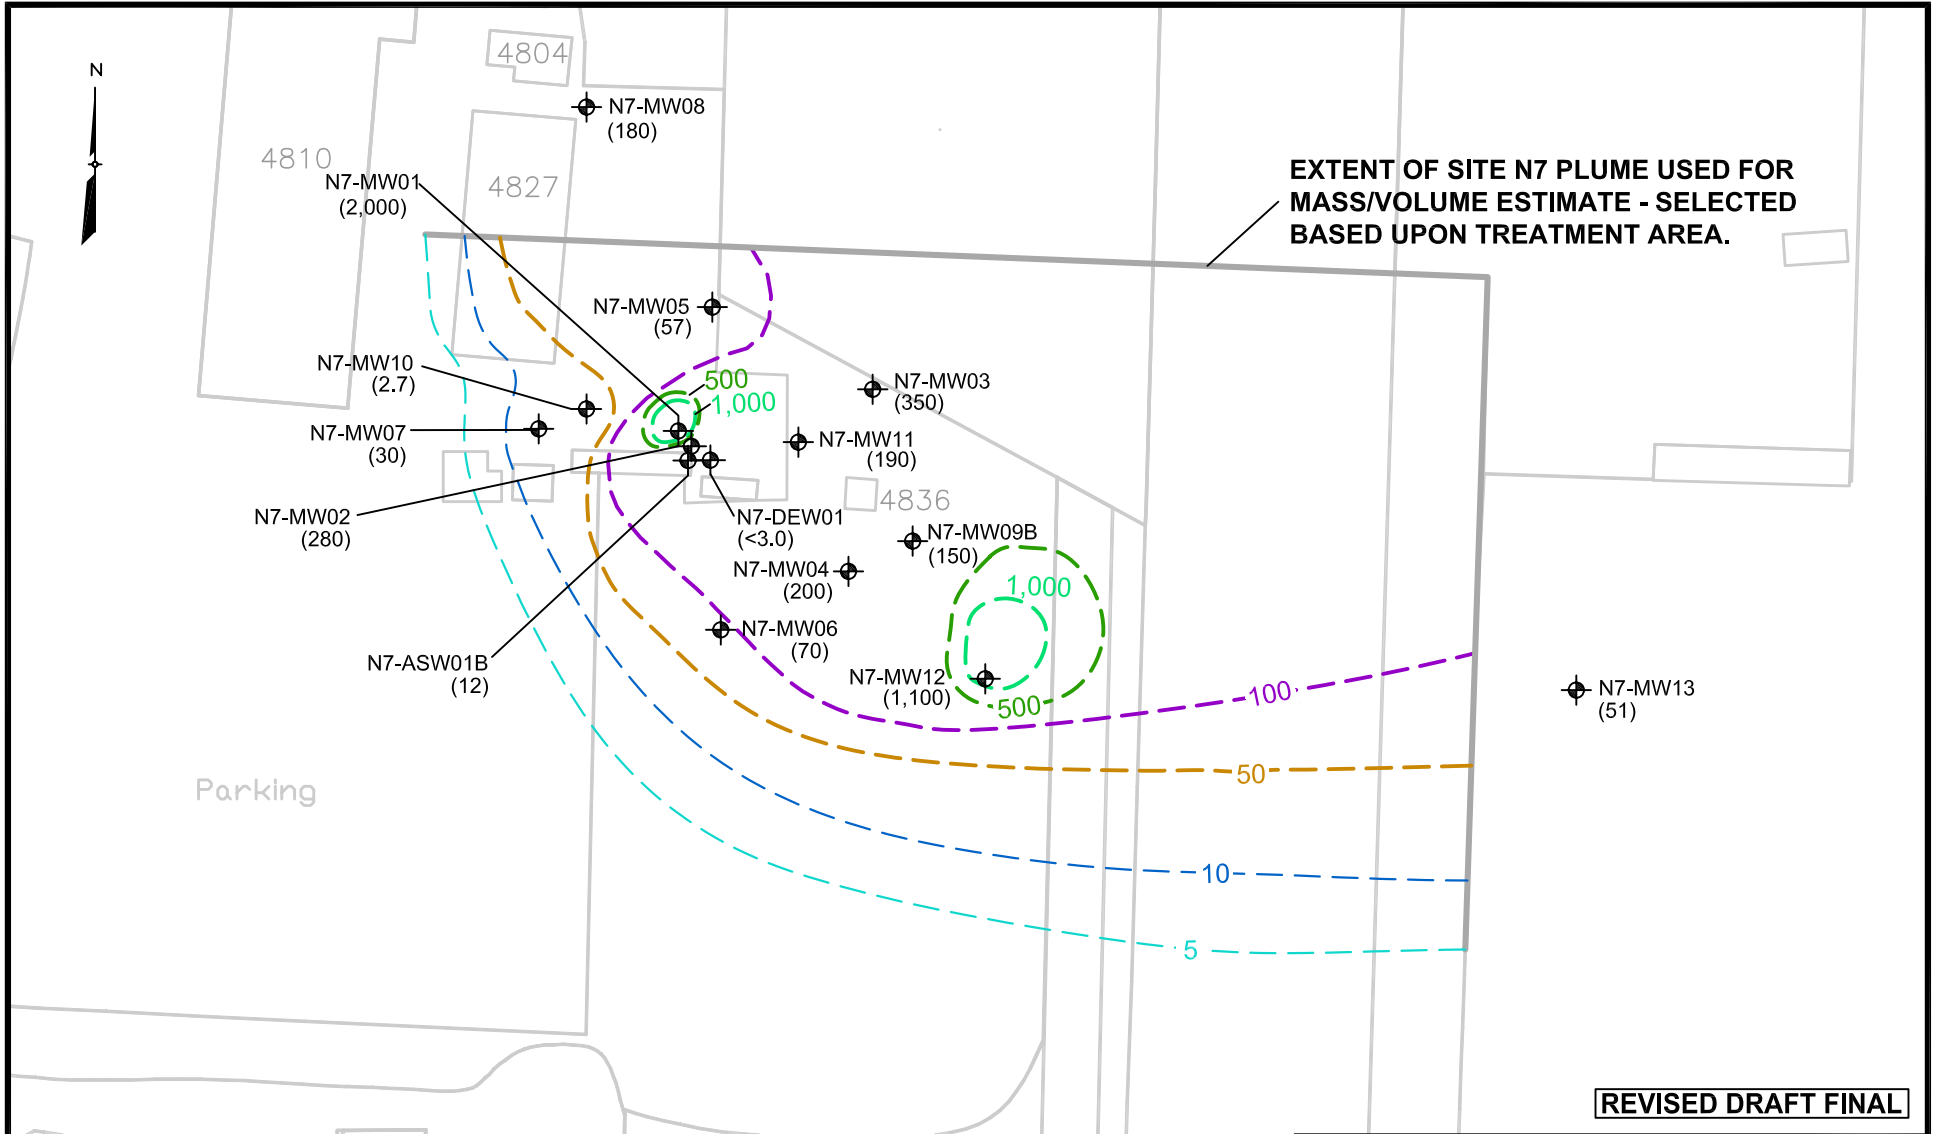 N
4804
N7-MW08
(180)
4810
4827
N7-MW01
(2,000)
EXTENT OF SITE N7 PLUME USED FOR
MASS/VOLUME ESTIMATE - SELECTED
BASED UPON TREATMENT AREA.
N7-MW05
(57)
N7-MW10
(2.7)
500
1,000
N7-MW03
(350)
N7-MW07
(30)
N7-MW11
(190)
4836
N7-MW02
(280)
N7-DEW01
(<3.0)
N7-MW09B
(150)
N7-MW04
(200)
1,000
N7-MW06
(70)
N7-ASW01B
(12)
N7-MW12
(1,100)
500
100
N7-MW13
(51)
50
Parking
10
5
REVISED DRAFT FINAL